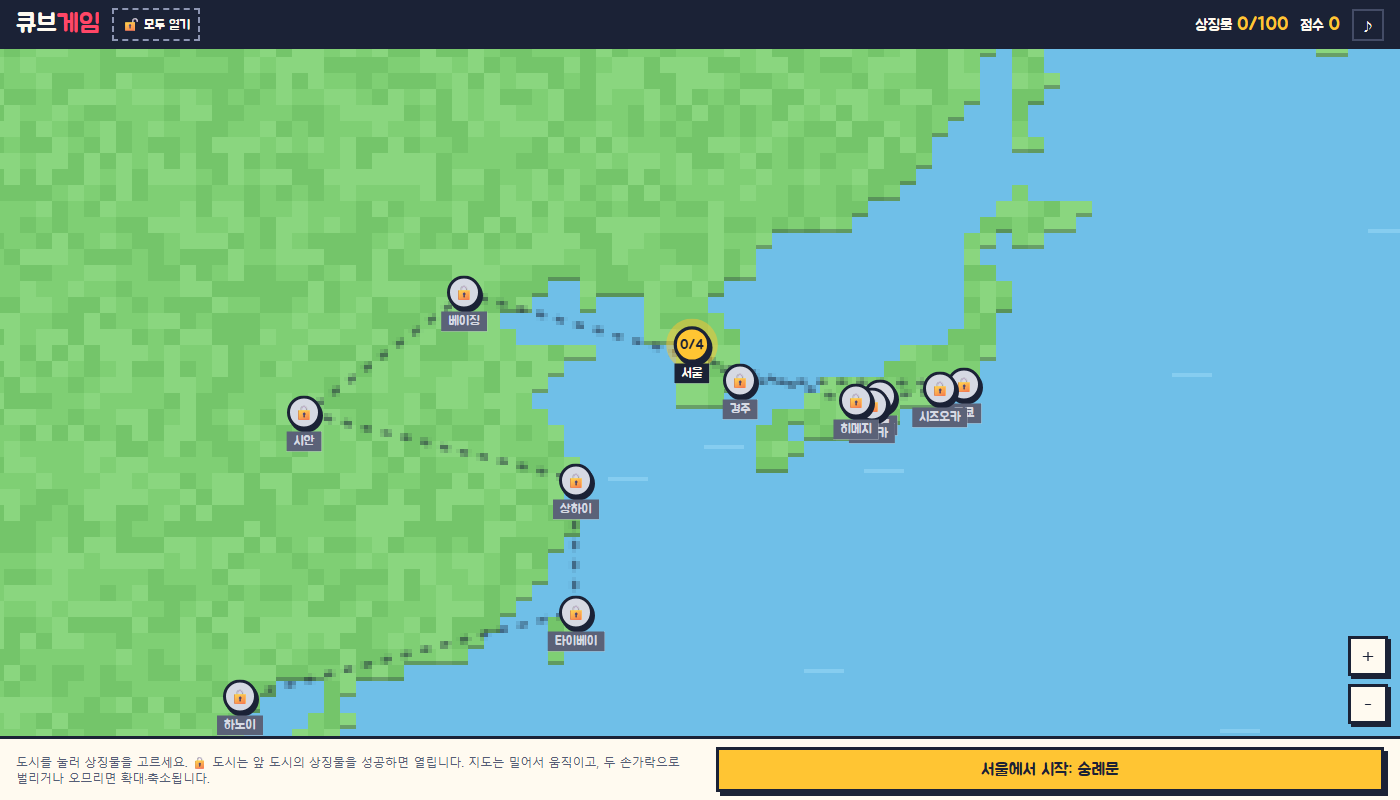 큐브게임
🔓 모두 열기
상징물 0/100 점수 0 ♪
베이징
0/4
서울
경주
시안
히메지
카
시즈오카
쿄
상하이
타이베이
하노이
+
-
도시를 눌러 상징물을 고르세요. 🔒 도시는 앞 도시의 상징물을 성공하면 열립니다. 지도는 밀어서 움직이고, 두 손가락으로
벌리거나 오므리면 확대·축소됩니다.
서울에서 시작: 숭례문